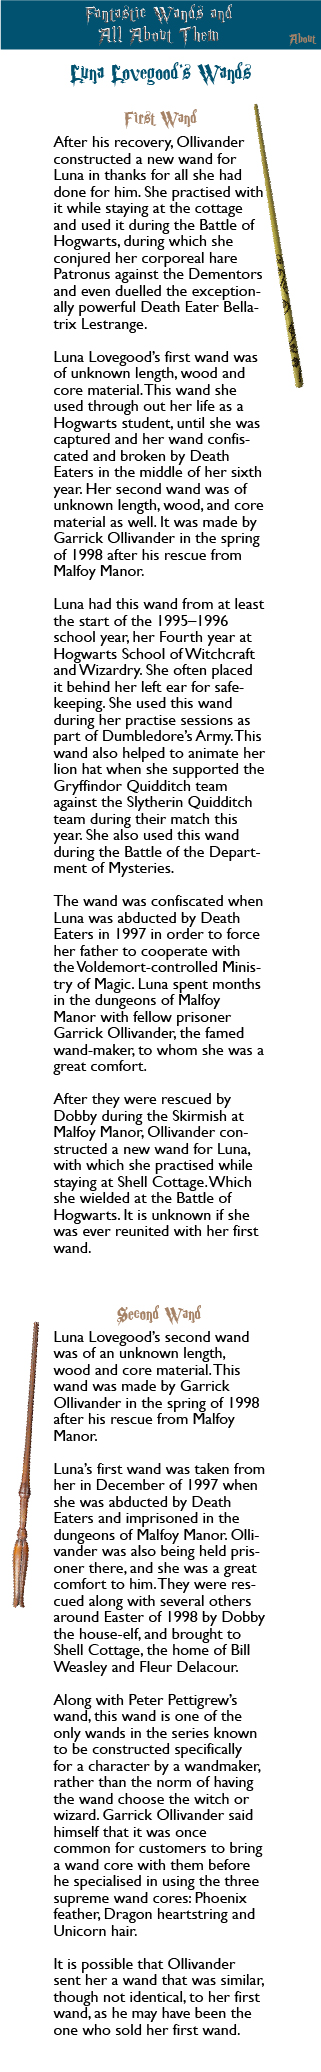 Fantastic Wands and
All About Them
About
Luna Lovegood's Wands
First Wand
After his recovery, Ollivander
constructed a new wand for
Luna in thanks for all she had
done for him. She practised with
it while staying at the cottage
and used it during the Battle of
Hogwarts, during which she
conjured her corporeal hare
Patronus against the Dementors
and even duelled the exception-
ally powerful Death Eater Bella-
trix Lestrange.
Luna Lovegood's first wand was
of unknown length, wood and
core material. This wand she
used through out her life as a
Hogwarts student, until she was
captured and her wand confis-
cated and broken by Death
Eaters in the middle of her sixth
year. Her second wand was of
unknown length, wood, and core
material as well. It was made by
Garrick Ollivander in the spring
of 1998 after his rescue from
Malfoy Manor.
Luna had this wand from at least
the start of the 1995–1996
school year, her Fourth year at
Hogwarts School of Witchcraft
and Wizardry. She often placed
it behind her left ear for safe-
keeping. She used this wand
during her practise sessions as
part of Dumbledore's Army. This
wand also helped to animate her
lion hat when she supported the
Gryffindor Quidditch team
against the Slytherin Quidditch
team during their match this
year. She also used this wand
during the Battle of the Depart-
ment of Mysteries.
The wand was confiscated when
Luna was abducted by Death
Eaters in 1997 in order to force
her father to cooperate with
the Voldemort-controlled Minis-
try of Magic. Luna spent months
in the dungeons of Malfoy
Manor with fellow prisoner
Garrick Ollivander, the famed
wand-maker, to whom she was a
great comfort.
After they were rescued by
Dobby during the Skirmish at
Malfoy Manor, Ollivander con-
structed a new wand for Luna,
with which she practised while
staying at Shell Cottage. Which
she wielded at the Battle of
Hogwarts. It is unknown if she
was ever reunited with her first
wand.
Second Wand
Luna Lovegood's second wand
was of an unknown length,
wood and core material. This
wand was made by Garrick
Ollivander in the spring of 1998
after his rescue from Malfoy
Manor.
Luna's first wand was taken from
her in December of 1997 when
she was abducted by Death
Eaters and imprisoned in the
dungeons of Malfoy Manor. Olli-
vander was also being held pris-
oner there, and she was a great
comfort to him. They were res-
cued along with several others
around Easter of 1998 by Dobby
the house-elf, and brought to
Shell Cottage, the home of Bill
Weasley and Fleur Delacour.
Along with Peter Pettigrew's
wand, this wand is one of the
only wands in the series known
to be constructed specifically
for a character by a wandmaker,
rather than the norm of having
the wand choose the witch or
wizard. Garrick Ollivander said
himself that it was once
common for customers to bring
a wand core with them before
he specialised in using the three
supreme wand cores: Phoenix
feather, Dragon heartstring and
Unicorn hair.
It is possible that Ollivander
sent her a wand that was similar,
though not identical, to her first
wand, as he may have been the
one who sold her first wand.